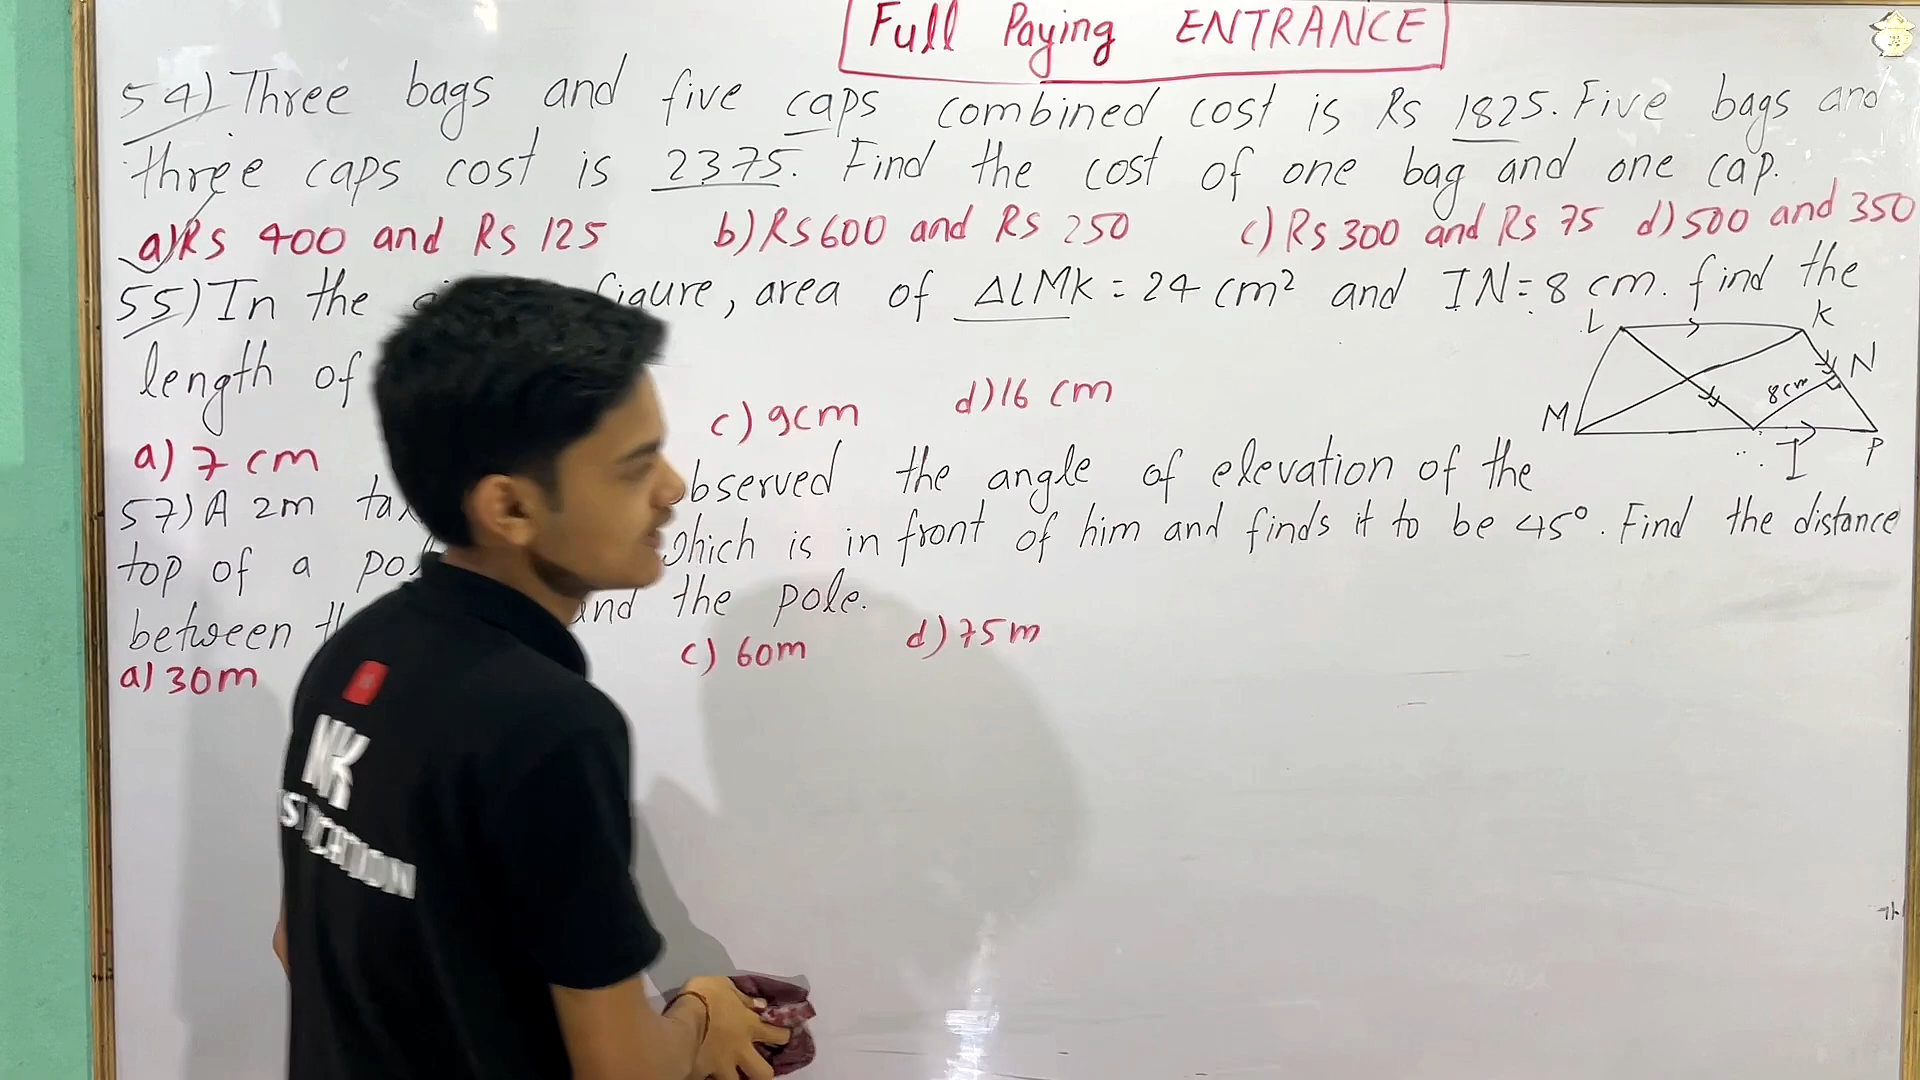 Full Paying ENTRANCE
54) Three bags and five caps combined cost is Rs 1825. Five bags and
three caps cost is 2375. Find the cost of one bag and one cap.
a) Rs 400 and Rs 125 b) Rs 600 and Rs 250 c) Rs 300 and Rs 75 d) 500 and 350
55) In the figure, area of ΔLMK = 24 cm² and IN = 8 cm. find the
length of
a) 7 cm c) 9cm d) 16 cm
L K N 8cm M I P
57) A 2m observed the angle of elevation of the
top of a which is in front of him and finds it to be 45°. Find the distance
between and the pole.
a) 30m c) 60m d) 75m
NK